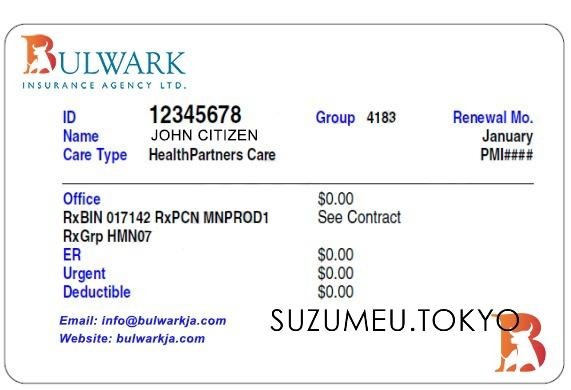 BULWARK
INSURANCE AGENCY LTD.
ID 12345678 Group 4183 Renewal Mo.
Name JOHN CITIZEN January
Care Type HealthPartners Care PMI####
Office $0.00
RxBIN 017142 RxPCN MNPROD1 See Contract
RxGrp HMN07
ER $0.00
Urgent $0.00
Deductible $0.00
Email: info@bulwarkja.com
SUZUMEU.TOKYO
Website: bulwarkja.com
B